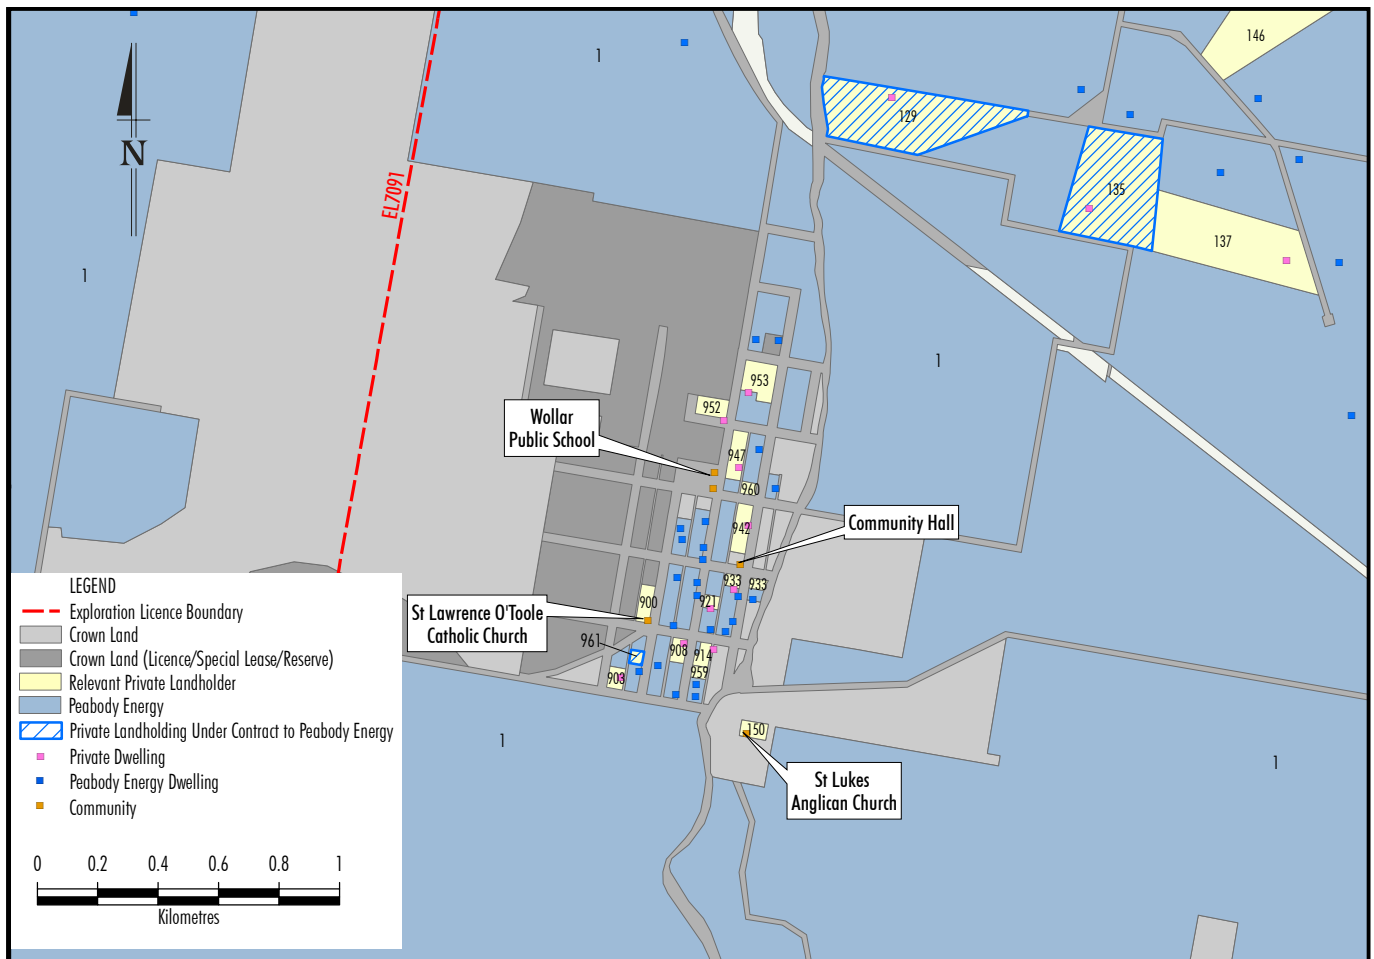 1
146
129
135
137
N
EL7091
1
1
953
952
Wollar
Public School
947
960
942
Community Hall
933
933
921
900
St Lawrence O'Toole
Catholic Church
961
908
914
959
903
150
St Lukes
Anglican Church
1
1
LEGEND
Exploration Licence Boundary
Crown Land
Crown Land (Licence/Special Lease/Reserve)
Relevant Private Landholder
Peabody Energy
Private Landholding Under Contract to Peabody Energy
Private Dwelling
Peabody Energy Dwelling
Community
0 0.2 0.4 0.6 0.8 1
Kilometres